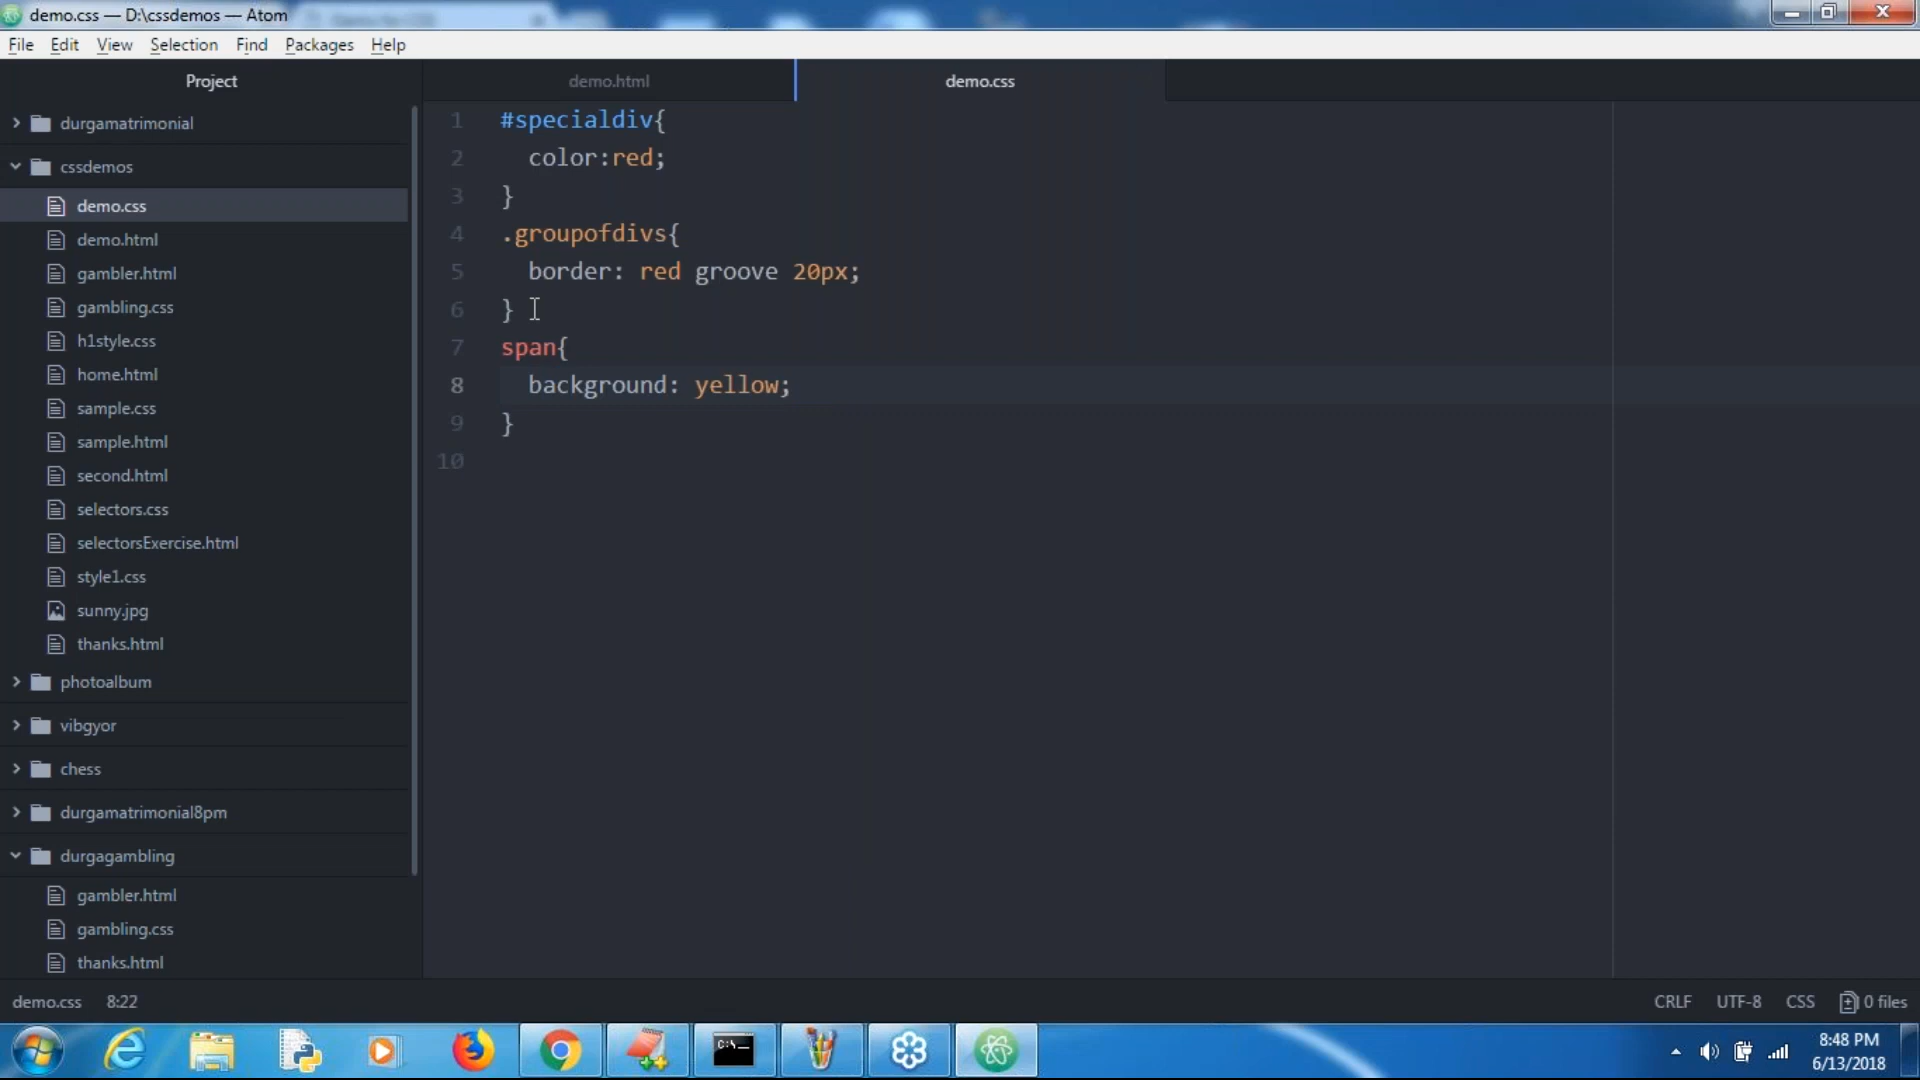 demo.css — D:\cssdemos — Atom
File Edit View Selection Find Packages Help
Project
durgamatrimonial
cssdemos
demo.css
demo.html
gambler.html
gambling.css
h1style.css
home.html
sample.css
sample.html
second.html
selectors.css
selectorsExercise.html
style1.css
sunny.jpg
thanks.html
photoalbum
vibgyor
chess
durgamatrimonial8pm
durgagambling
gambler.html
gambling.css
thanks.html
demo.html demo.css
1 #specialdiv{
2 color:red;
3 }
4 .groupofdivs{
5 border: red groove 20px;
6 }
7 span{
8 background: yellow;
9 }
10
demo.css 8:22 CRLF UTF-8 CSS 0 files
C:\_
8:48 PM
6/13/2018